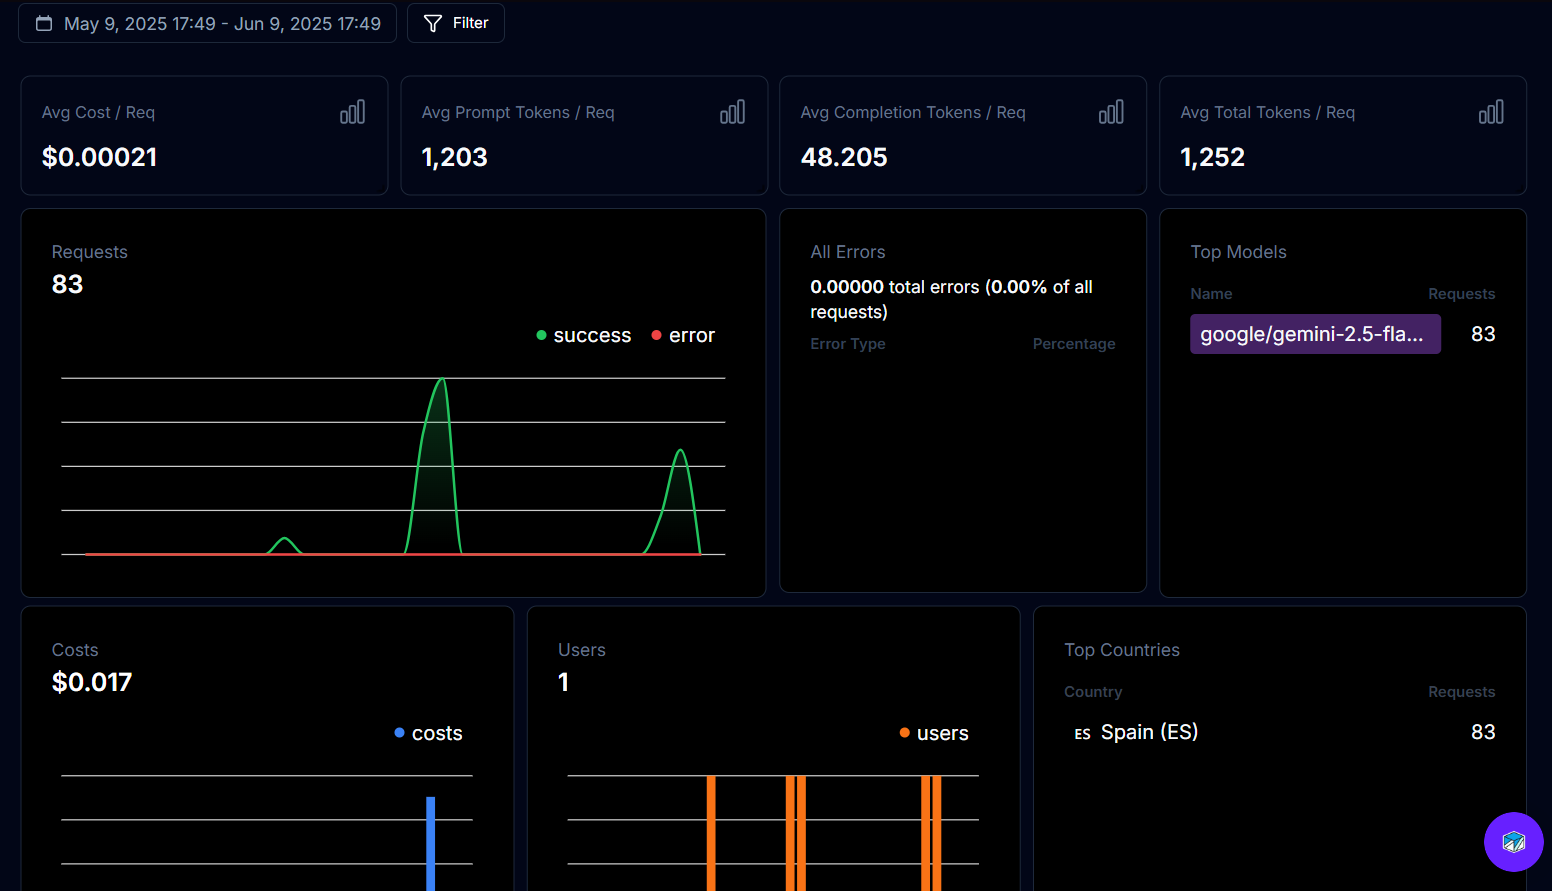 May 9, 2025 17:49 - Jun 9, 2025 17:49
Filter
Avg Cost / Req
$0.00021
Avg Prompt Tokens / Req
1,203
Avg Completion Tokens / Req
48.205
Avg Total Tokens / Req
1,252
Requests
83
success error
All Errors
0.00000 total errors (0.00% of all
requests)
Error Type Percentage
Top Models
Name Requests
google/gemini-2.5-fla... 83
Costs
$0.017
costs
Users
1
users
Top Countries
Country Requests
ES Spain (ES) 83